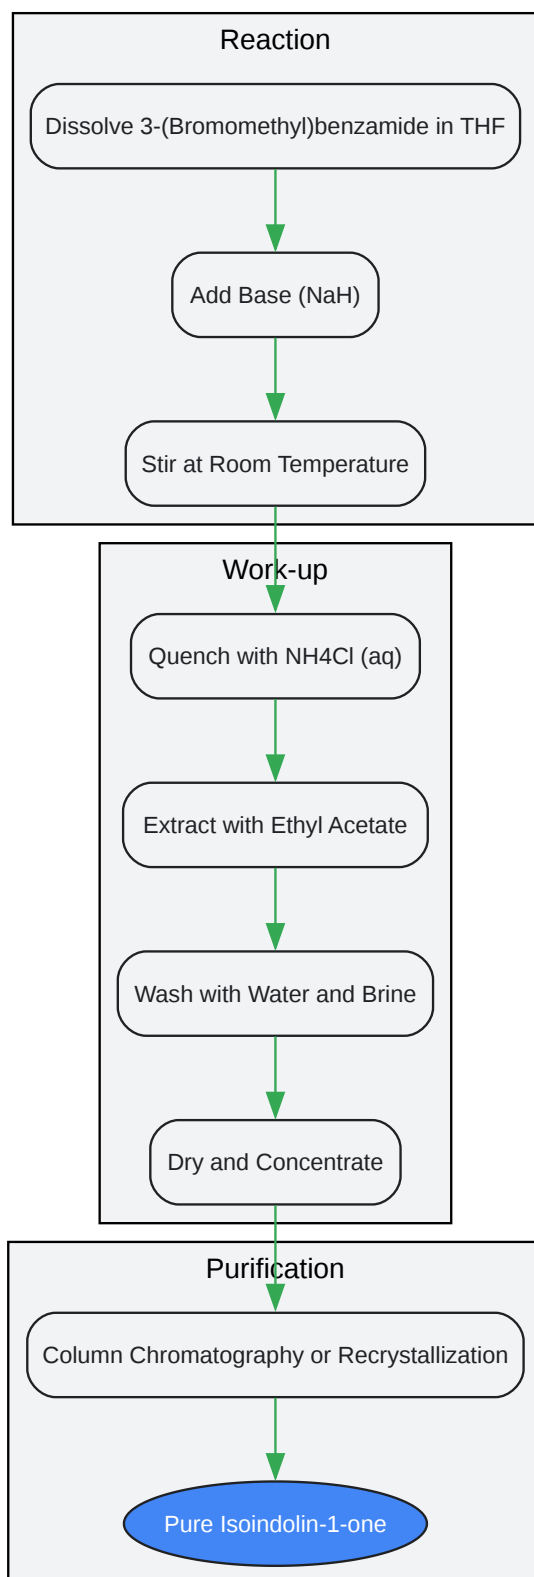 Reaction
Dissolve 3-(Bromomethyl)benzamide in THF
Add Base (NaH)
Stir at Room Temperature
Work-up
Quench with NH4Cl (aq)
Extract with Ethyl Acetate
Wash with Water and Brine
Dry and Concentrate
Purification
Column Chromatography or Recrystallization
Pure Isoindolin-1-one